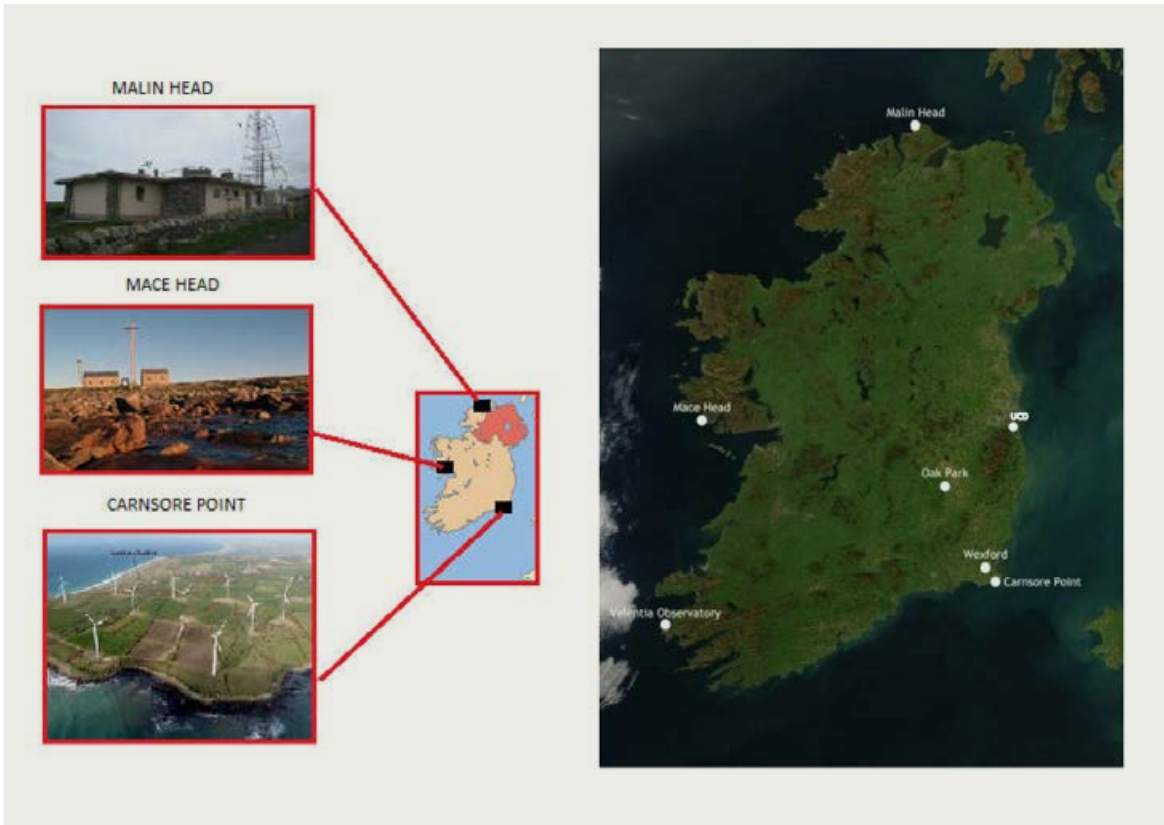 MALIN HEAD
MACE HEAD
CARNSORE POINT
Malin Head
Mace Head
UCD
Oak Park
Wexford
Carnsore Point
Valentia Observatory